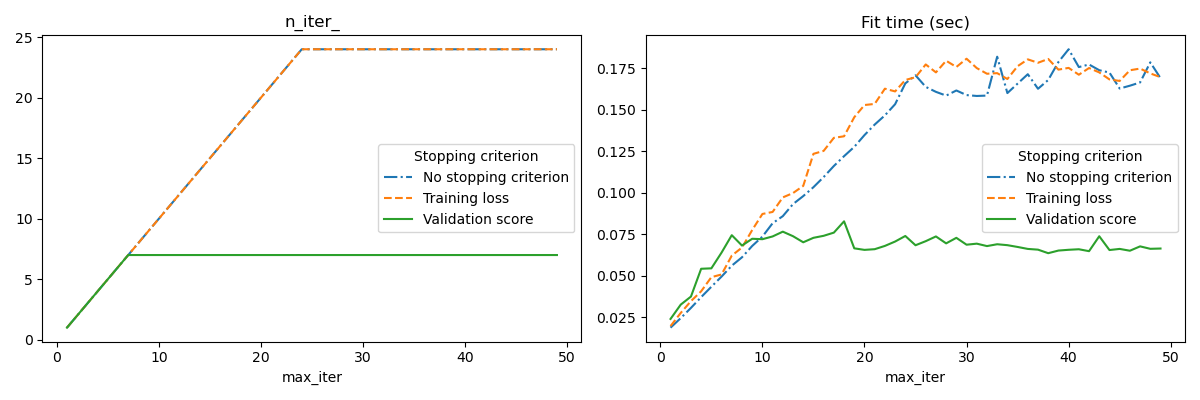 n_iter_
25
20
15
10
5
0
Stopping criterion
No stopping criterion
Training loss
Validation score
0 10 20 30 40 50
max_iter
Fit time (sec)
0.175
0.150
0.125
0.100
0.075
0.050
0.025
Stopping criterion
No stopping criterion
Training loss
Validation score
0 10 20 30 40 50
max_iter